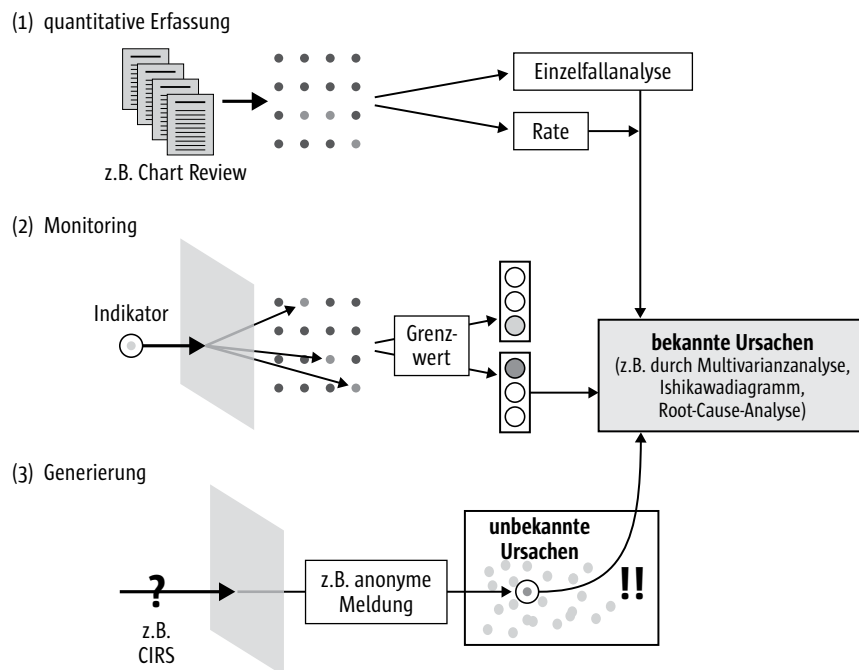 (1) quantitative Erfassung
Einzelfallanalyse
Rate
z.B. Chart Review
(2) Monitoring
Indikator
Grenz-
wert
bekannte Ursachen
(z.B. durch Multivarianzanalyse,
Ishikawadiagramm,
Root-Cause-Analyse)
(3) Generierung
unbekannte
Ursachen
?
z.B. anonyme
Meldung
!!
z.B.
CIRS